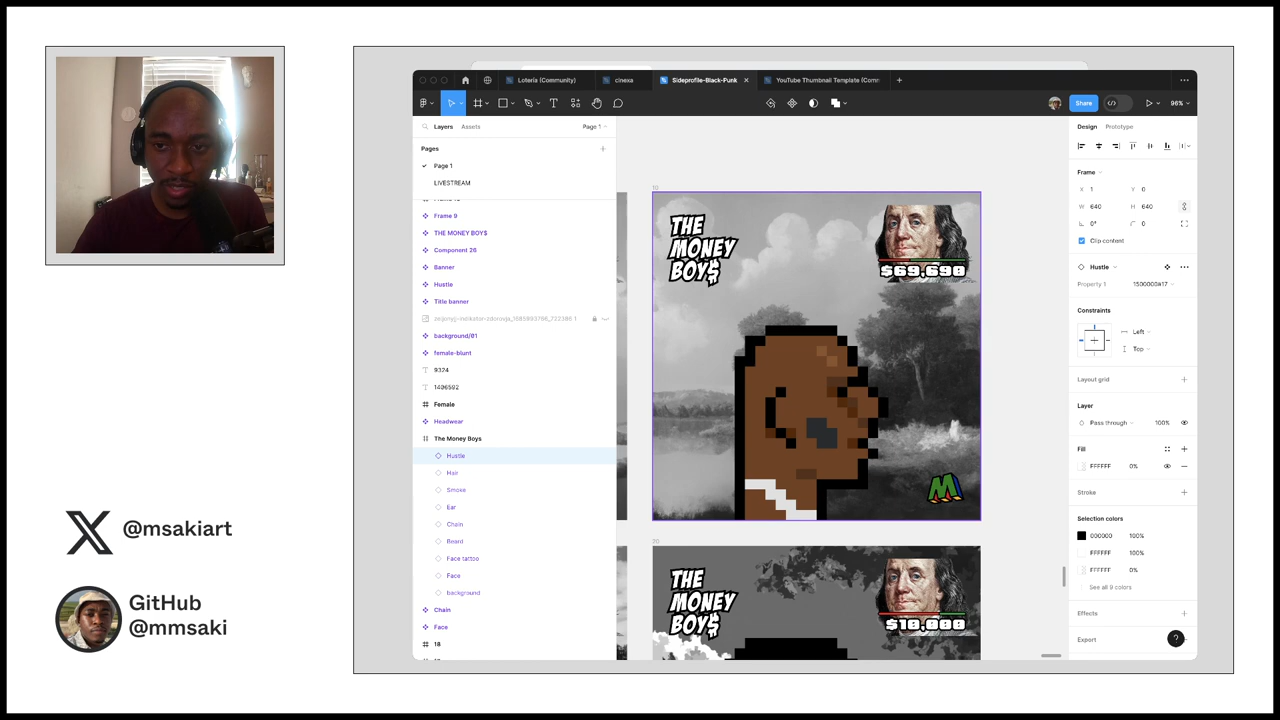 Lotería (Community)
cinexa
Sideprofile-Black-Punk
YouTube Thumbnail Template (Comm
Share
96%
Layers
Assets
Page 1
Pages
Page 1
LIVESTREAM
Frame 9
THE MONEY BOY$
Component 26
Banner
Hustle
Title banner
background/01
female-blunt
9374
1406592
Female
Headwear
The Money Boys
Hustle
Hair
Smoke
Ear
Chain
Beard
Face tattoo
Face
background
Chain
Face
18
10
THE
MONEY
BOY$
$69,690
M
20
THE
MONEY
BOY$
$10,000
Design
Prototype
Frame
X 1
Y 0
W 640
H 640
0°
0
Clip content
Hustle
Property 1
Constraints
Left
Top
Layout grid
Layer
Pass through
100%
Fill
FFFFFF
0%
Stroke
Selection colors
000000 100%
FFFFFF 100%
FFFFFF 0%
See all 9 colors
Effects
Export
?
@msakiart
GitHub
@mmsaki